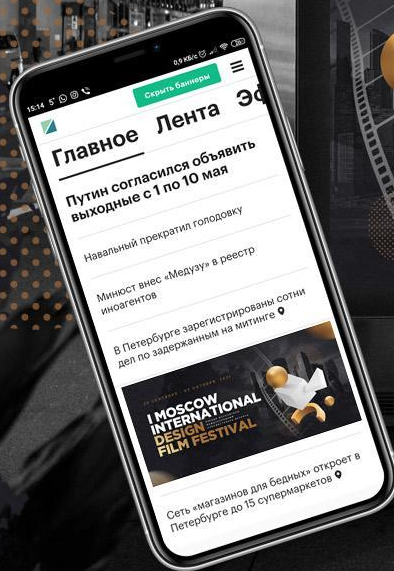 15:14 5°
0,9 КБ/с
Скрыть баннеры
Главное Лента Эф
Путин согласился объявить
выходные с 1 по 10 мая
Навальный прекратил голодовку
Минюст внес «Медузу» в реестр
иноагентов
В Петербурге зарегистрированы сотни
дел по задержанным на митинге
I MOSCOW
INTERNATIONAL
DESIGN
FILM FESTIVAL
Сеть «магазинов для бедных» откроет в
Петербурге до 15 супермаркетов